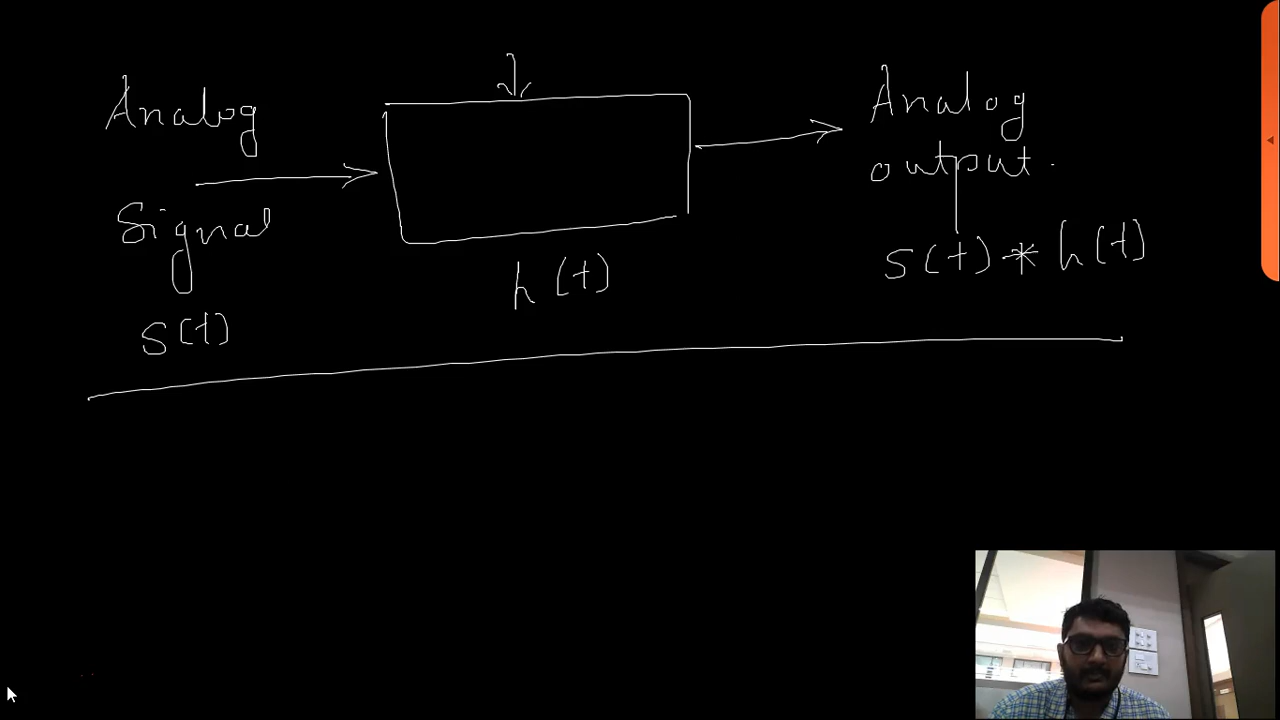 Analog
Signal
s(t)
h(t)
Analog
output.
s(t) * h(t)